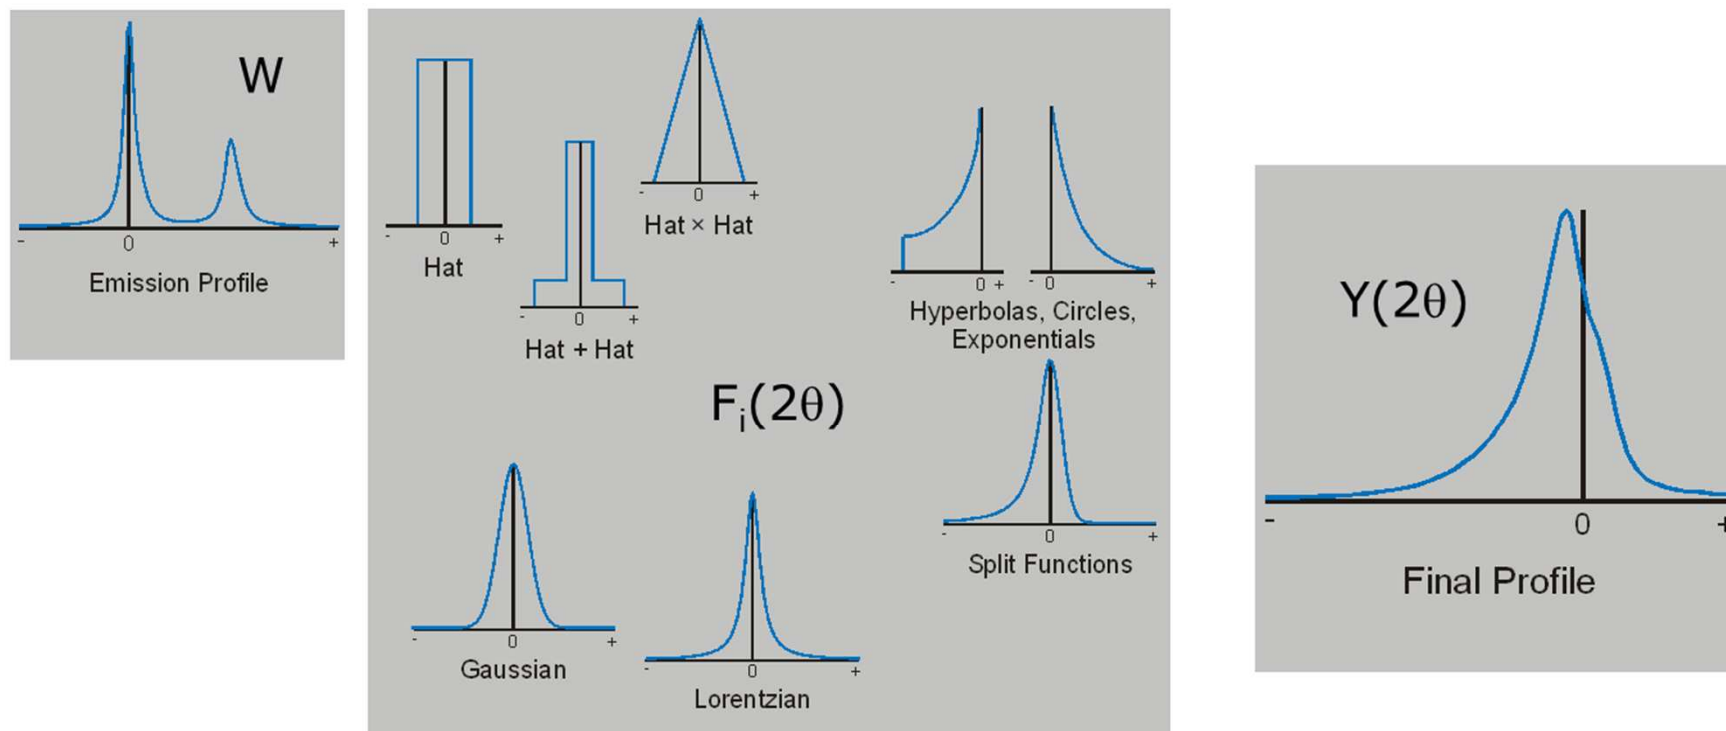 W
- 0 +
Emission Profile
- 0 +
Hat
- 0 +
Hat + Hat
- 0 +
Hat × Hat
- 0 + - 0 +
Hyperbolas, Circles,
Exponentials
Fi(2θ)
- 0 +
Split Functions
- 0 +
Gaussian
- 0 +
Lorentzian
Y(2θ)
- 0 +
Final Profile